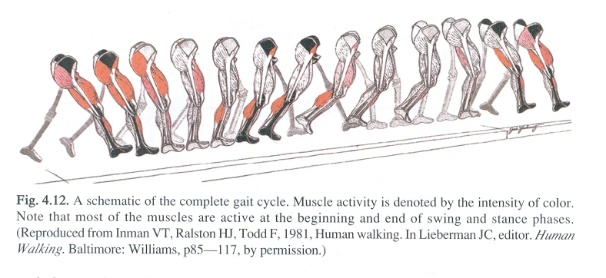 Fig. 4.12. A schematic of the complete gait cycle. Muscle activity is denoted by the intensity of color.
Note that most of the muscles are active at the beginning and end of swing and stance phases.
(Reproduced from Inman VT, Ralston HJ, Todd F, 1981, Human walking. In Lieberman JC, editor. Human
Walking. Baltimore: Williams, p85—117, by permission.)